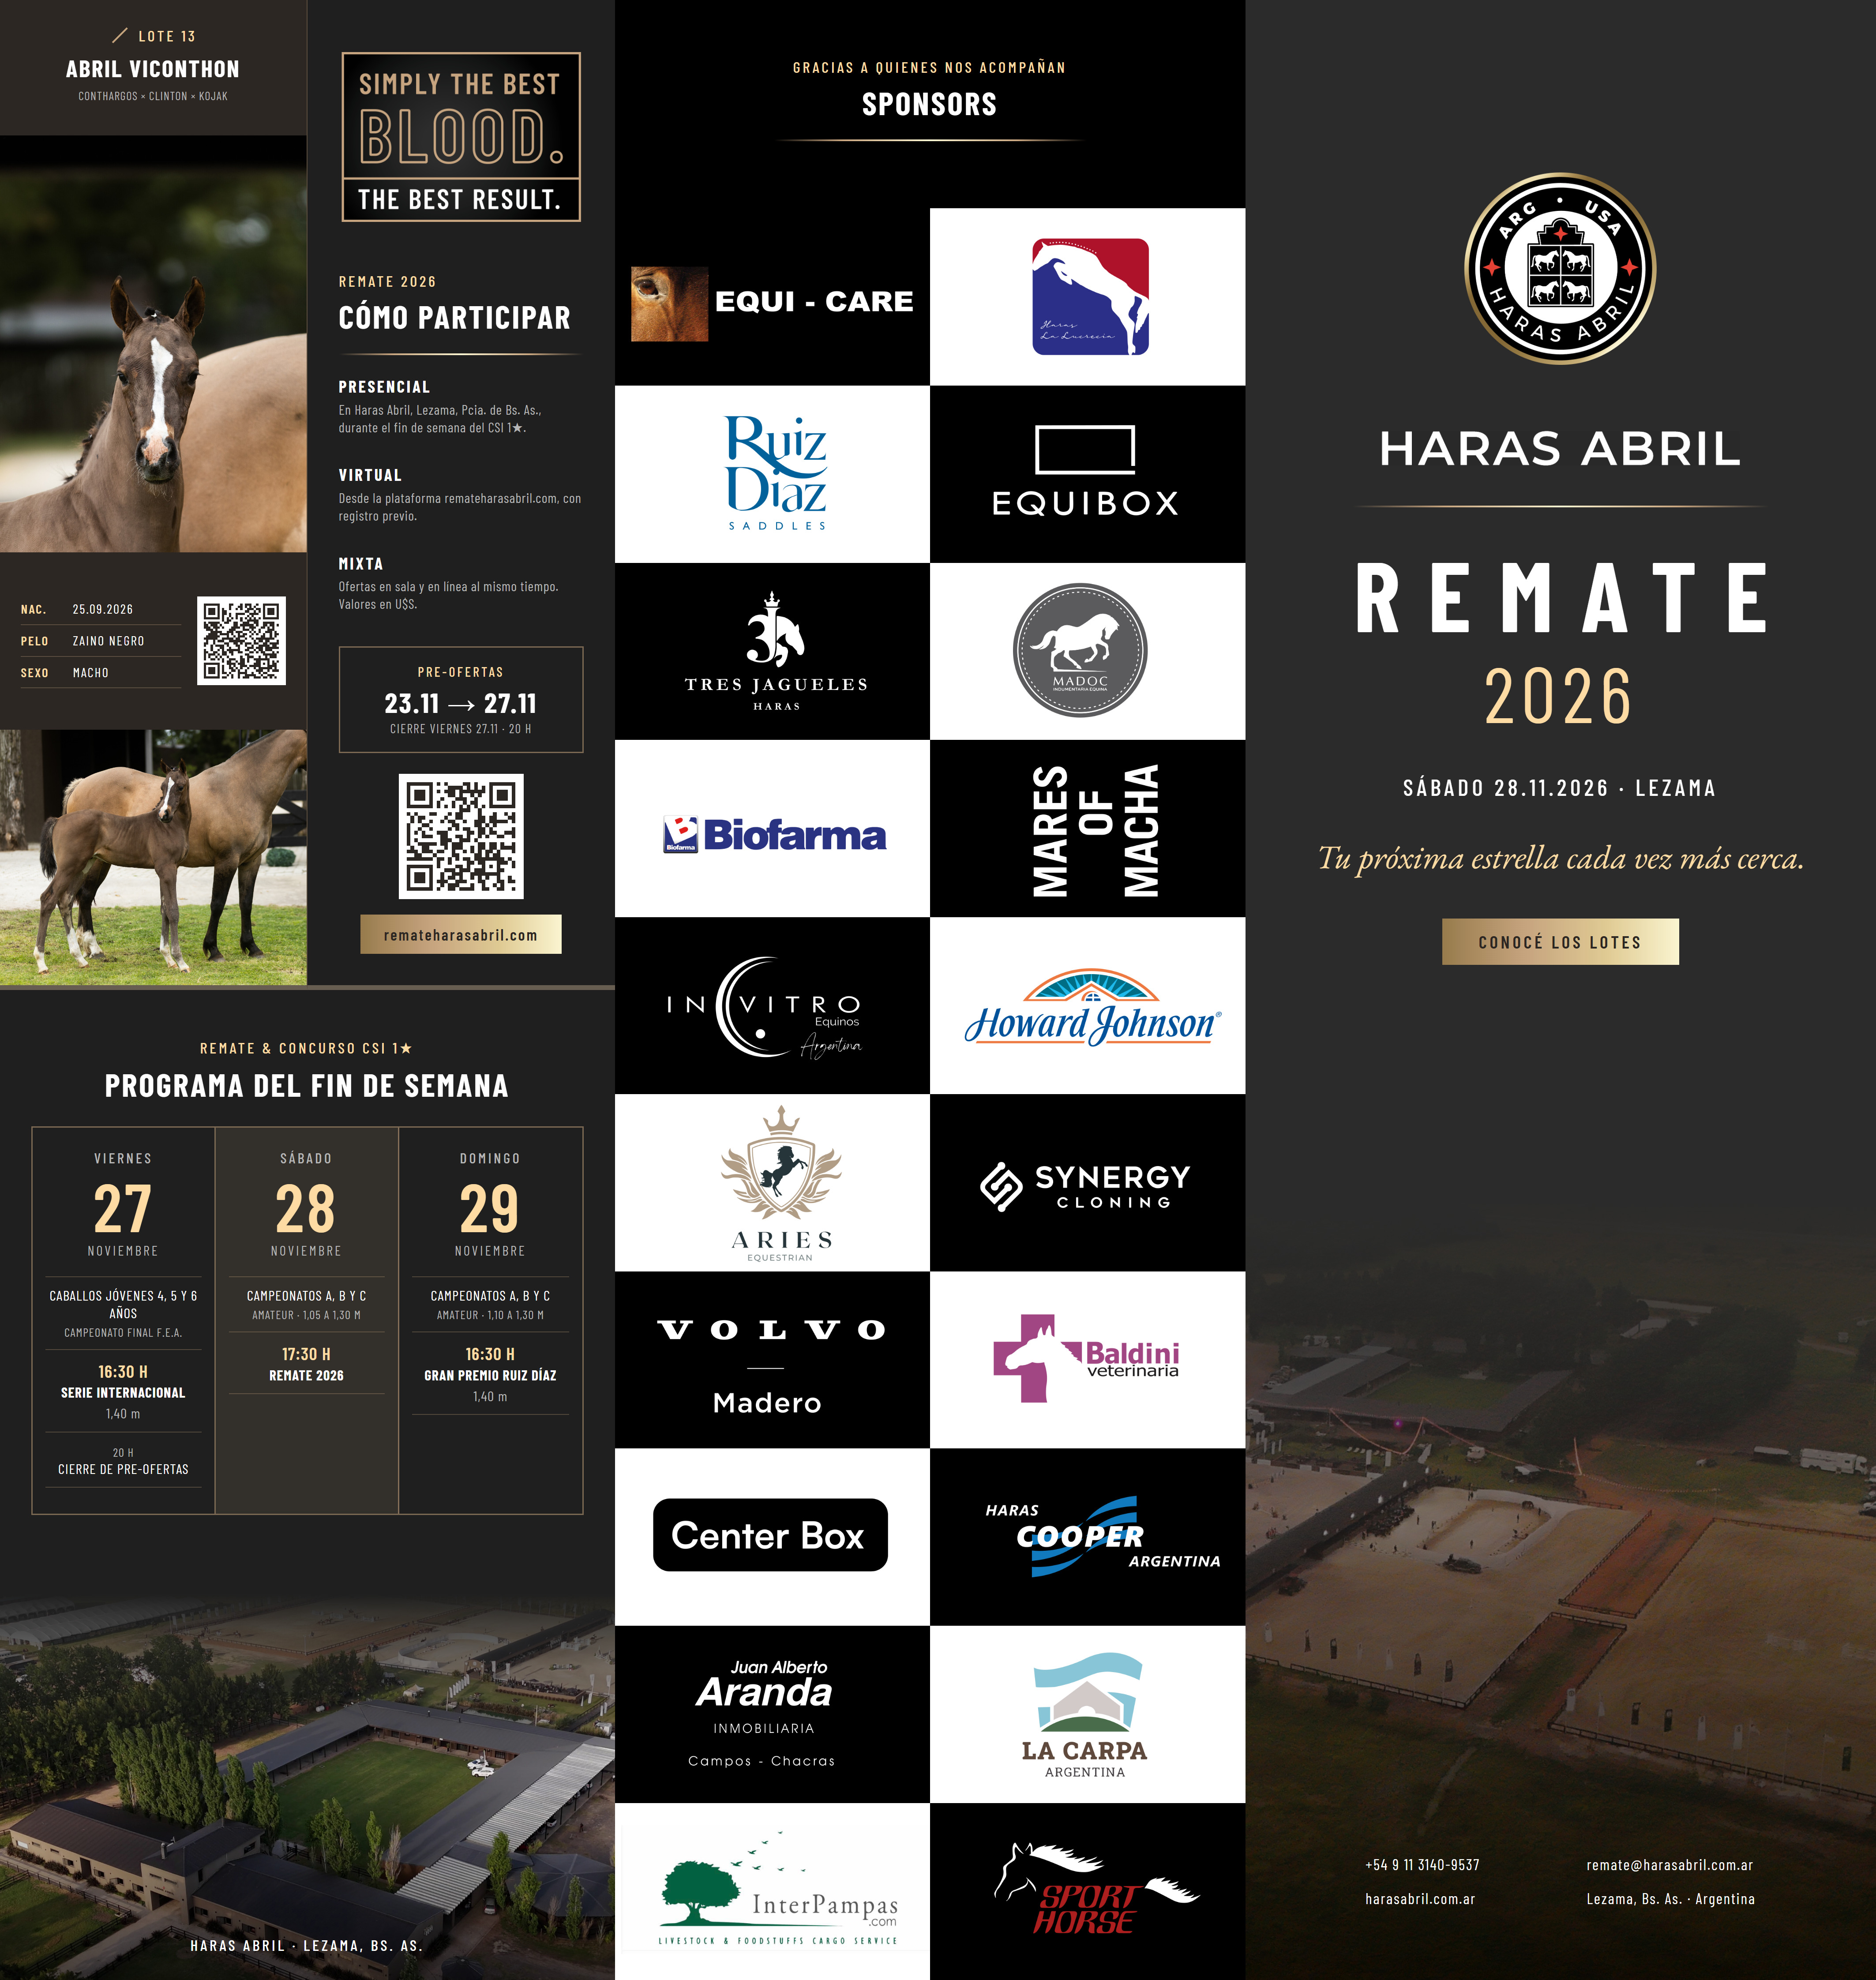 LOTE 13
ABRIL VICONTHON
CONTHARGOS × CLINTON × KOJAK
NAC. 25.09.2026
PELO ZAINO NEGRO
SEXO MACHO
SIMPLY THE BEST
BLOOD.
THE BEST RESULT.
REMATE 2026
CÓMO PARTICIPAR
PRESENCIAL
En Haras Abril, Lezama, Pcia. de Bs. As.,
durante el fin de semana del CSI 1★.
VIRTUAL
Desde la plataforma remateharasabril.com, con
registro previo.
MIXTA
Ofertas en sala y en línea al mismo tiempo.
Valores en U$S.
PRE-OFERTAS
23.11 → 27.11
CIERRE VIERNES 27.11 · 20 H
remateharasabril.com
REMATE & CONCURSO CSI 1★
PROGRAMA DEL FIN DE SEMANA
VIERNES
27
NOVIEMBRE
CABALLOS JÓVENES 4, 5 Y 6
AÑOS
CAMPEONATO FINAL F.E.A.
16:30 H
SERIE INTERNACIONAL
1,40 m
20 H
CIERRE DE PRE-OFERTAS
SÁBADO
28
NOVIEMBRE
CAMPEONATOS A, B Y C
AMATEUR · 1,05 A 1,30 M
17:30 H
REMATE 2026
DOMINGO
29
NOVIEMBRE
CAMPEONATOS A, B Y C
AMATEUR · 1,10 A 1,30 M
16:30 H
GRAN PREMIO RUIZ DÍAZ
1,40 m
HARAS ABRIL · LEZAMA, BS. AS.
GRACIAS A QUIENES NOS ACOMPAÑAN
SPONSORS
EQUI - CARE
Haras
La Lucrecia
Ruiz
Diaz
SADDLES
EQUIBOX
TRES JAGUELES
HARAS
MADOC
INDUMENTARIA EQUINA
Biofarma
Biofarma
MARES
OF
MACHA
IN VITRO
Equinos
Argentina
Howard Johnson®
ARIES
EQUESTRIAN
SYNERGY
CLONING
VOLVO
Madero
Baldini
veterinaria
Center Box
HARAS
COOPER
ARGENTINA
Juan Alberto
Aranda
INMOBILIARIA
Campos - Chacras
LA CARPA
ARGENTINA
InterPampas
.com
LIVESTOCK & FOODSTUFFS CARGO SERVICE
SPORT
HORSE
ARG · USA
HARAS ABRIL
HARAS ABRIL
REMATE
2026
SÁBADO 28.11.2026 · LEZAMA
Tu próxima estrella cada vez más cerca.
CONOCÉ LOS LOTES
+54 9 11 3140-9537
remate@harasabril.com.ar
harasabril.com.ar
Lezama, Bs. As. · Argentina